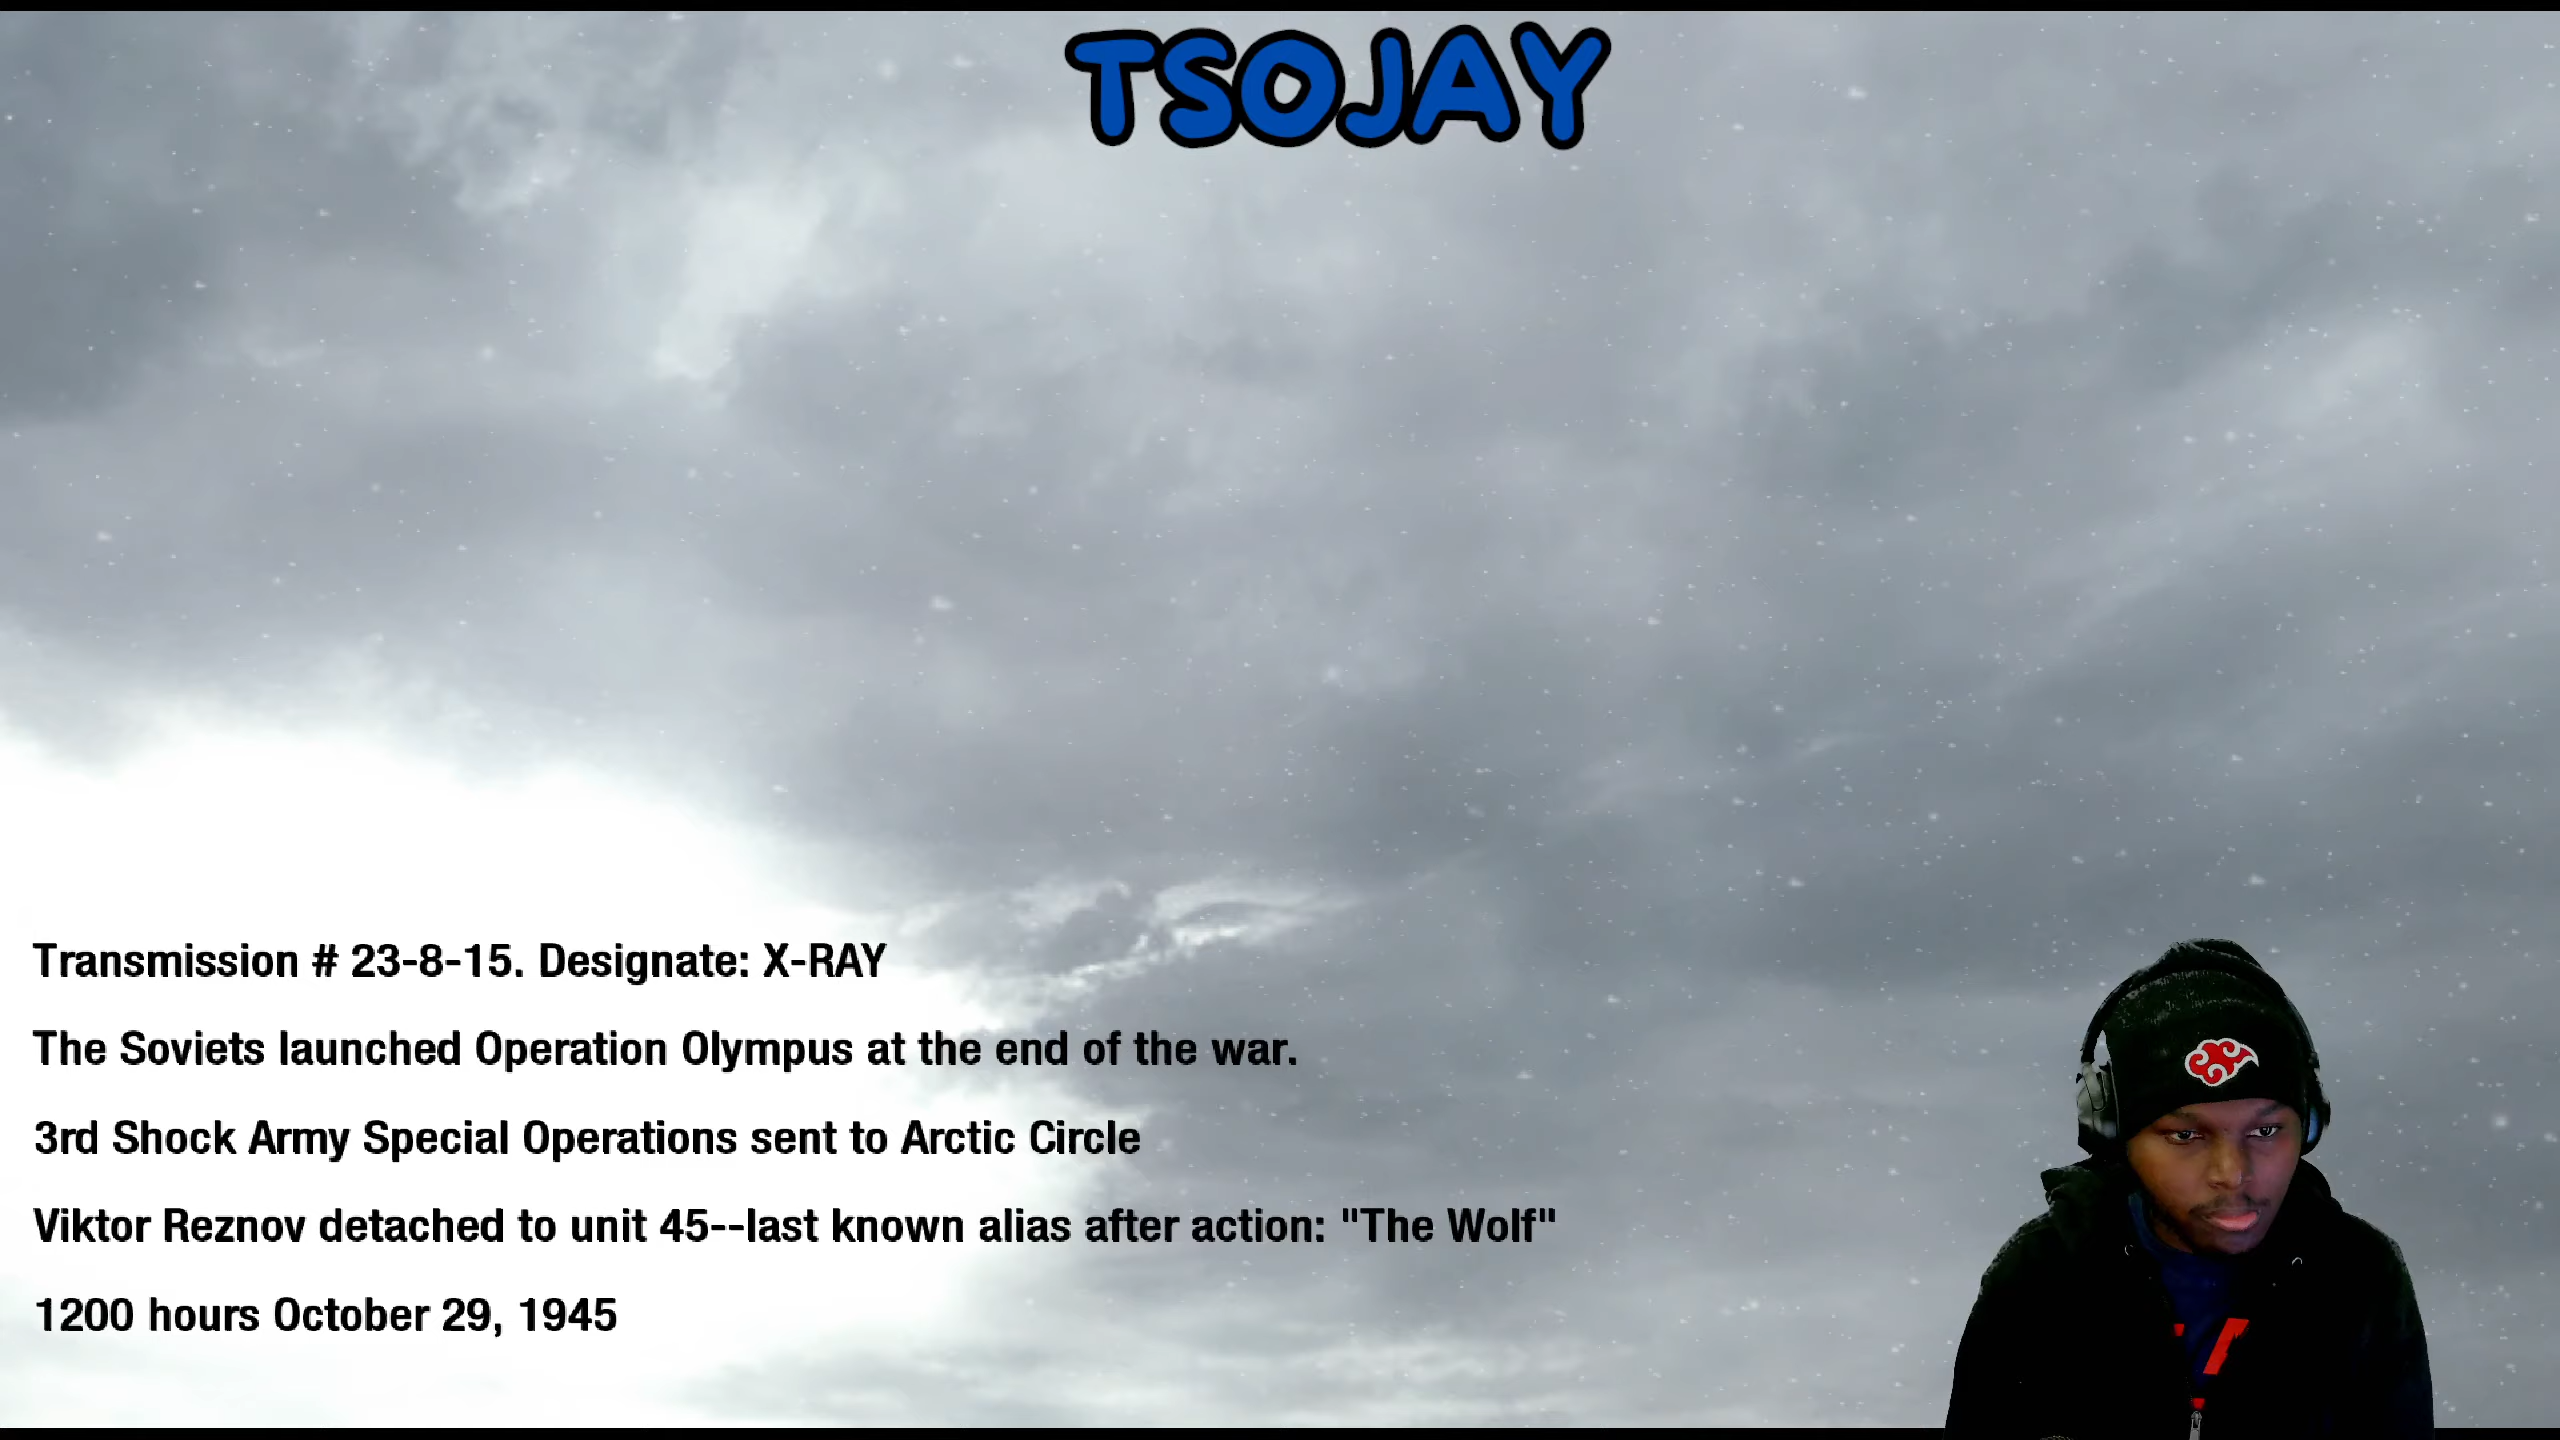 TSOJAY
Transmission # 23-8-15. Designate: X-RAY
The Soviets launched Operation Olympus at the end of the war.
3rd Shock Army Special Operations sent to Arctic Circle
Viktor Reznov detached to unit 45--last known alias after action: "The Wolf"
1200 hours October 29, 1945